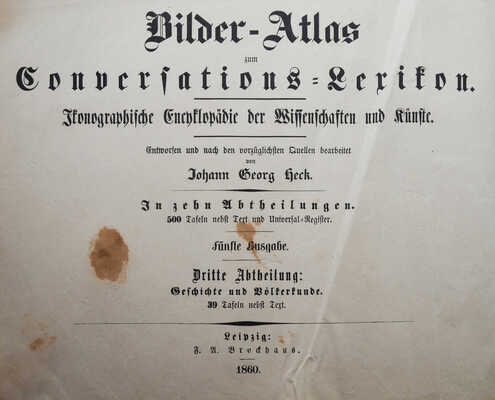 Bilder-Atlas
zum
Conversations-Lexikon.
Ikonographische Encyklopädie der Wissenschaften und Künste.
Entworfen und nach den vorzüglichsten Quellen bearbeitet
von
Johann Georg Heck.
In zehn Abtheilungen.
500 Tafeln nebst Text und Universal-Register.
Fünfte Ausgabe.
Dritte Abtheilung:
Geschichte und Völkerkunde.
39 Tafeln nebst Text.
Leipzig:
F. A. Brockhaus.
1860.